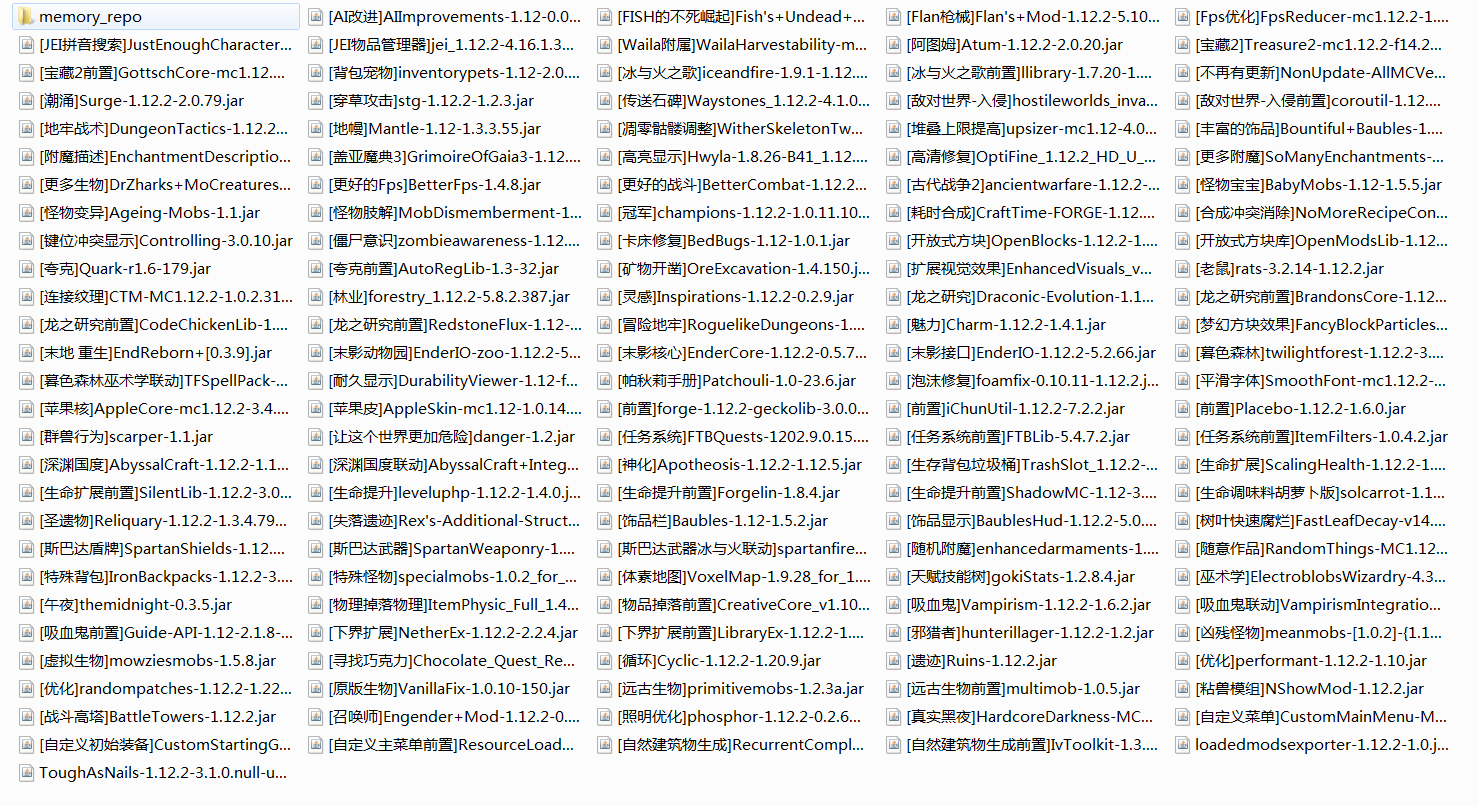 memory_repo [AI改进]AIImprovements-1.12-0.0... [FISH的不死崛起]Fish's+Undead+... [Flan枪械]Flan's+Mod-1.12.2-5.10... [Fps优化]FpsReducer-mc1.12.2-1....
[JEI拼音搜索]JustEnoughCharacter... [JEI物品管理器]jei_1.12.2-4.16.1.3... [Waila附属]WailaHarvestability-m... [阿图姆]Atum-1.12.2-2.0.20.jar [宝藏2]Treasure2-mc1.12.2-f14.2...
[宝藏2前置]GottschCore-mc1.12.... [背包宠物]inventorypets-1.12-2.0.... [冰与火之歌]iceandfire-1.9.1-1.12.... [冰与火之歌前置]llibrary-1.7.20-1.... [不再有更新]NonUpdate-AllMCVe...
[潮涌]Surge-1.12.2-2.0.79.jar [穿草攻击]stg-1.12.2-1.2.3.jar [传送石碑]Waystones_1.12.2-4.1.0... [敌对世界-入侵]hostileworlds_inva... [敌对世界-入侵前置]coroutil-1.12....
[地牢战术]DungeonTactics-1.12.2... [地幔]Mantle-1.12-1.3.3.55.jar [凋零骷髅调整]WitherSkeletonTw... [堆叠上限提高]upsizer-mc1.12-4.0... [丰富的饰品]Bountiful+Baubles-1....
[附魔描述]EnchantmentDescriptio... [盖亚魔典3]GrimoireOfGaia3-1.12.... [高亮显示]Hwyla-1.8.26-B41_1.12.... [高清修复]OptiFine_1.12.2_HD_U_... [更多附魔]SoManyEnchantments-...
[更多生物]DrZharks+MoCreatures... [更好的Fps]BetterFps-1.4.8.jar [更好的战斗]BetterCombat-1.12.2... [古代战争2]ancientwarfare-1.12.2-... [怪物宝宝]BabyMobs-1.12-1.5.5.jar
[怪物变异]Ageing-Mobs-1.1.jar [怪物肢解]MobDismemberment-1... [冠军]champions-1.12.2-1.0.11.10... [耗时合成]CraftTime-FORGE-1.12.... [合成冲突消除]NoMoreRecipeCon...
[键位冲突显示]Controlling-3.0.10.jar [僵尸意识]zombieawareness-1.12.... [卡床修复]BedBugs-1.12-1.0.1.jar [开放式方块]OpenBlocks-1.12.2-1.... [开放式方块库]OpenModsLib-1.12...
[夸克]Quark-r1.6-179.jar [夸克前置]AutoRegLib-1.3-32.jar [矿物开凿]OreExcavation-1.4.150.j... [扩展视觉效果]EnhancedVisuals_v... [老鼠]rats-3.2.14-1.12.2.jar
[连接纹理]CTM-MC1.12.2-1.0.2.31... [林业]forestry_1.12.2-5.8.2.387.jar [灵感]Inspirations-1.12.2-0.2.9.jar [龙之研究]Draconic-Evolution-1.1... [龙之研究前置]BrandonsCore-1.12...
[龙之研究前置]CodeChickenLib-1.... [龙之研究前置]RedstoneFlux-1.12-... [冒险地牢]RoguelikeDungeons-1.... [魅力]Charm-1.12.2-1.4.1.jar [梦幻方块效果]FancyBlockParticles...
[末地 重生]EndReborn+[0.3.9].jar [末影动物园]EnderIO-zoo-1.12.2-5... [末影核心]EnderCore-1.12.2-0.5.7... [末影接口]EnderIO-1.12.2-5.2.66.jar [暮色森林]twilightforest-1.12.2-3....
[暮色森林巫术学联动]TFSpellPack-... [耐久显示]DurabilityViewer-1.12-f... [帕秋莉手册]Patchouli-1.0-23.6.jar [泡沫修复]foamfix-0.10.11-1.12.2.j... [平滑字体]SmoothFont-mc1.12.2-...
[苹果核]AppleCore-mc1.12.2-3.4.... [苹果皮]AppleSkin-mc1.12-1.0.14.... [前置]forge-1.12.2-geckolib-3.0.0... [前置]iChunUtil-1.12.2-7.2.2.jar [前置]Placebo-1.12.2-1.6.0.jar
[群兽行为]scarper-1.1.jar [让这个世界更加危险]danger-1.2.jar [任务系统]FTBQuests-1202.9.0.15.... [任务系统前置]FTBLib-5.4.7.2.jar [任务系统前置]ItemFilters-1.0.4.2.jar
[深渊国度]AbyssalCraft-1.12.2-1.1... [深渊国度联动]AbyssalCraft+Integ... [神化]Apotheosis-1.12.2-1.12.5.jar [生存背包垃圾桶]TrashSlot_1.12.2-... [生命扩展]ScalingHealth-1.12.2-1....
[生命扩展前置]SilentLib-1.12.2-3.0... [生命提升]leveluphp-1.12.2-1.4.0.j... [生命提升前置]Forgelin-1.8.4.jar [生命提升前置]ShadowMC-1.12-3.... [生命调味料胡萝卜版]solcarrot-1.1...
[圣遗物]Reliquary-1.12.2-1.3.4.79... [失落遗迹]Rex's-Additional-Struct... [饰品栏]Baubles-1.12-1.5.2.jar [饰品显示]BaublesHud-1.12.2-5.0.... [树叶快速腐烂]FastLeafDecay-v14....
[斯巴达盾牌]SpartanShields-1.12.... [斯巴达武器]SpartanWeaponry-1.... [斯巴达武器冰与火联动]spartanfire... [随机附魔]enhancedarmaments-1.... [随意作品]RandomThings-MC1.12...
[特殊背包]IronBackpacks-1.12.2-3.... [特殊怪物]specialmobs-1.0.2_for_... [体素地图]VoxelMap-1.9.28_for_1.... [天赋技能树]gokiStats-1.2.8.4.jar [巫术学]ElectroblobsWizardry-4.3...
[午夜]themidnight-0.3.5.jar [物理掉落物理]ItemPhysic_Full_1.4... [物品掉落前置]CreativeCore_v1.10... [吸血鬼]Vampirism-1.12.2-1.6.2.jar [吸血鬼联动]VampirismIntegratio...
[吸血鬼前置]Guide-API-1.12-2.1.8-... [下界扩展]NetherEx-1.12.2-2.2.4.jar [下界扩展前置]LibraryEx-1.12.2-1.... [邪猎者]hunterillager-1.12.2-1.2.jar [凶残怪物]meanmobs-[1.0.2]-{1.1...
[虚拟生物]mowziesmobs-1.5.8.jar [寻找巧克力]Chocolate_Quest_Re... [循环]Cyclic-1.12.2-1.20.9.jar [遗迹]Ruins-1.12.2.jar [优化]performant-1.12.2-1.10.jar
[优化]randompatches-1.12.2-1.22... [原版生物]VanillaFix-1.0.10-150.jar [远古生物]primitivemobs-1.2.3a.jar [远古生物前置]multimob-1.0.5.jar [粘兽模组]NShowMod-1.12.2.jar
[战斗高塔]BattleTowers-1.12.2.jar [召唤师]Engender+Mod-1.12.2-0.... [照明优化]phosphor-1.12.2-0.2.6... [真实黑夜]HardcoreDarkness-MC... [自定义菜单]CustomMainMenu-M...
[自定义初始装备]CustomStartingG... [自定义主菜单前置]ResourceLoad... [自然建筑物生成]RecurrentCompl... [自然建筑物生成前置]IvToolkit-1.3.... loadedmodsexporter-1.12.2-1.0.j...
ToughAsNails-1.12.2-3.1.0.null-u...